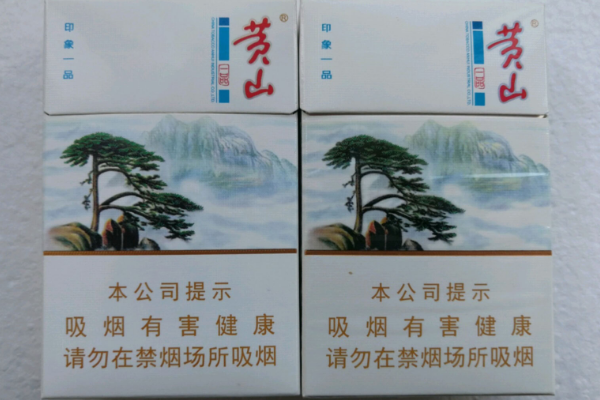 印象一品
黄山
®
印象一品
黄山
®
本公司提示
吸烟有害健康
请勿在禁烟场所吸烟
本公司提示
吸烟有害健康
请勿在禁烟场所吸烟